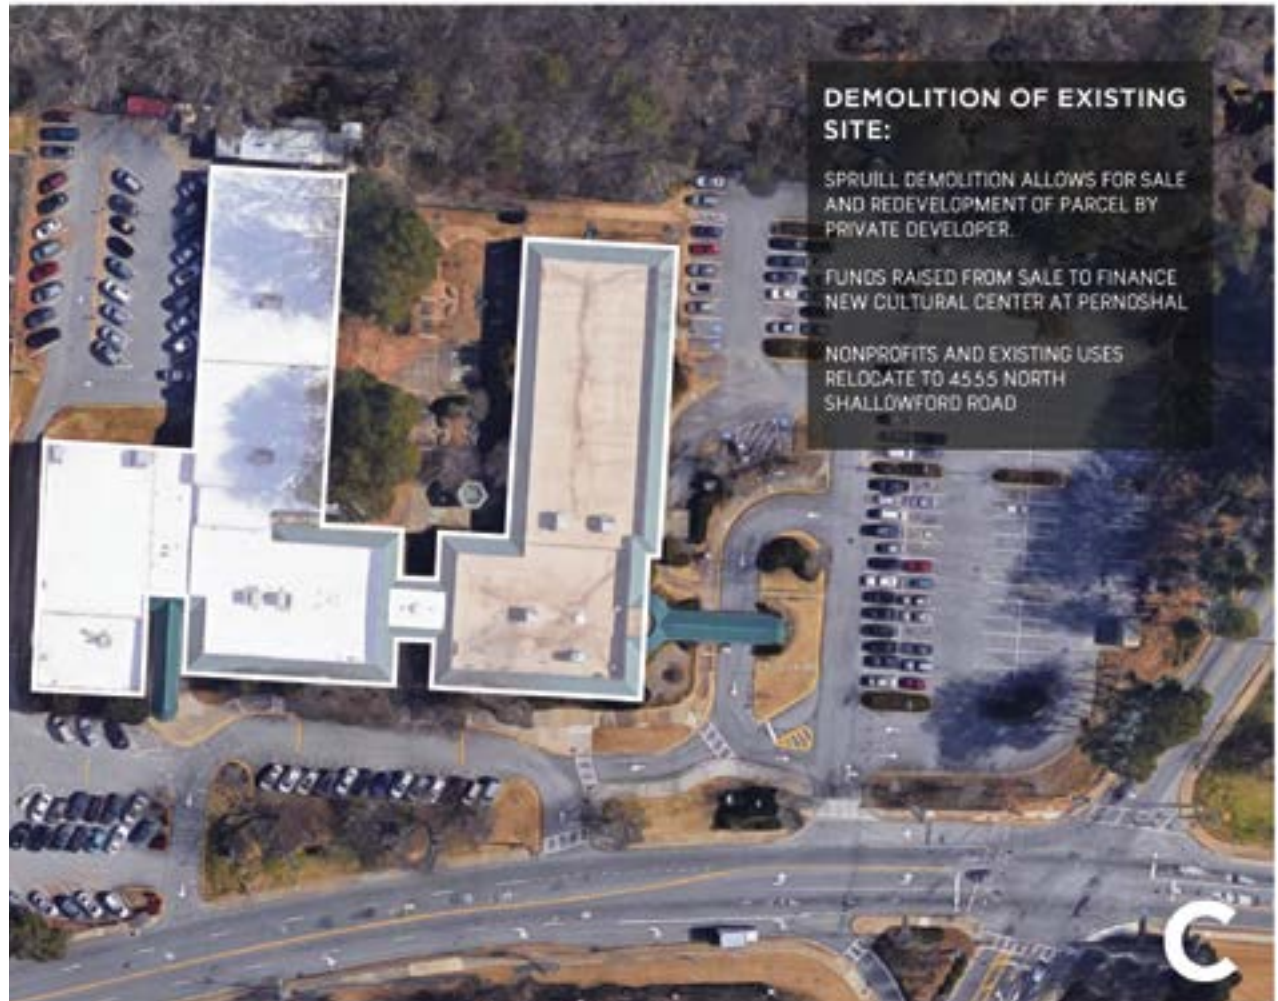 DEMOLITION OF EXISTING
SITE:
SPRUILL DEMOLITION ALLOWS FOR SALE
AND REDEVELOPMENT OF PARCEL BY
PRIVATE DEVELOPER.
FUNDS RAISED FROM SALE TO FINANCE
NEW CULTURAL CENTER AT PERNOSHAL
NONPROFITS AND EXISTING USES
RELOCATE TO 4555 NORTH
SHALLOWFORD ROAD
C